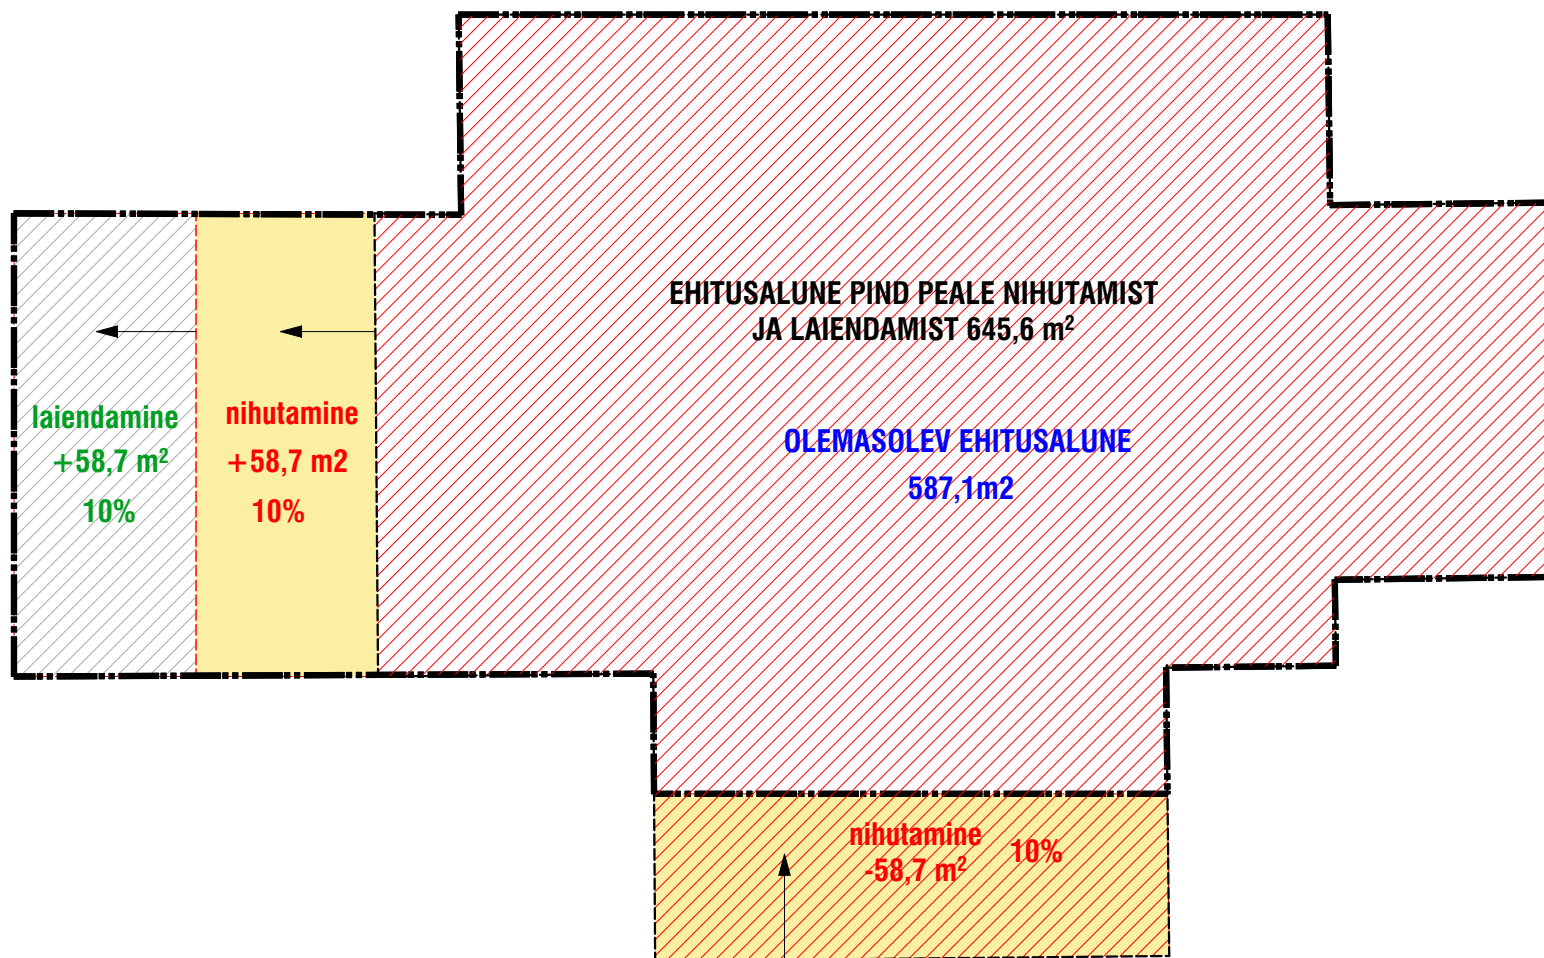 EHITUSALUNE PIND PEALE NIHUTAMIST
JA LAIENDAMIST 645,6 m²
laiendamine
+58,7 m²
10%
nihutamine
+58,7 m2
10%
OLEMASOLEV EHITUSALUNE
587,1m2
nihutamine 10%
-58,7 m²